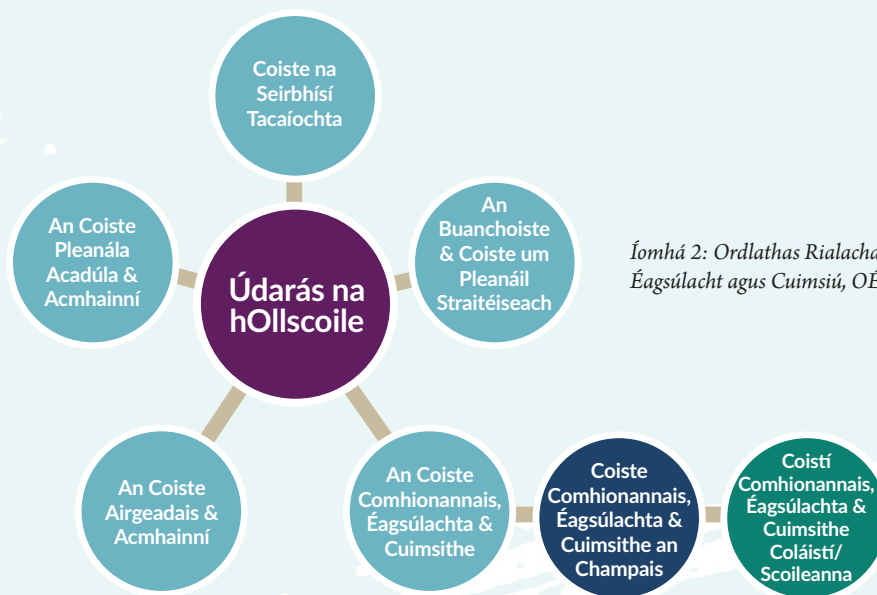 Coiste na
Seirbhísí
Tacaíochta
An Coiste
Pleanála
Acadúla &
Acmhainní
An
Buanchoiste
& Coiste um
Pleanáil
Straitéiseach
Údarás na
hOllscoile
Íomhá 2: Ordlathas
Éagsúlacht agus Cuimsiú,
An Coiste
Airgeadais &
Acmhainní
An Coiste
Comhionannais,
Éagsúlachta &
Cuimsithe
Coiste
Comhionannais,
Éagsúlachta &
Cuimsithe an
Champais
Coistí
Comhionannais,
Éagsúlachta &
Cuimsithe
Coláistí/
Scoileanna